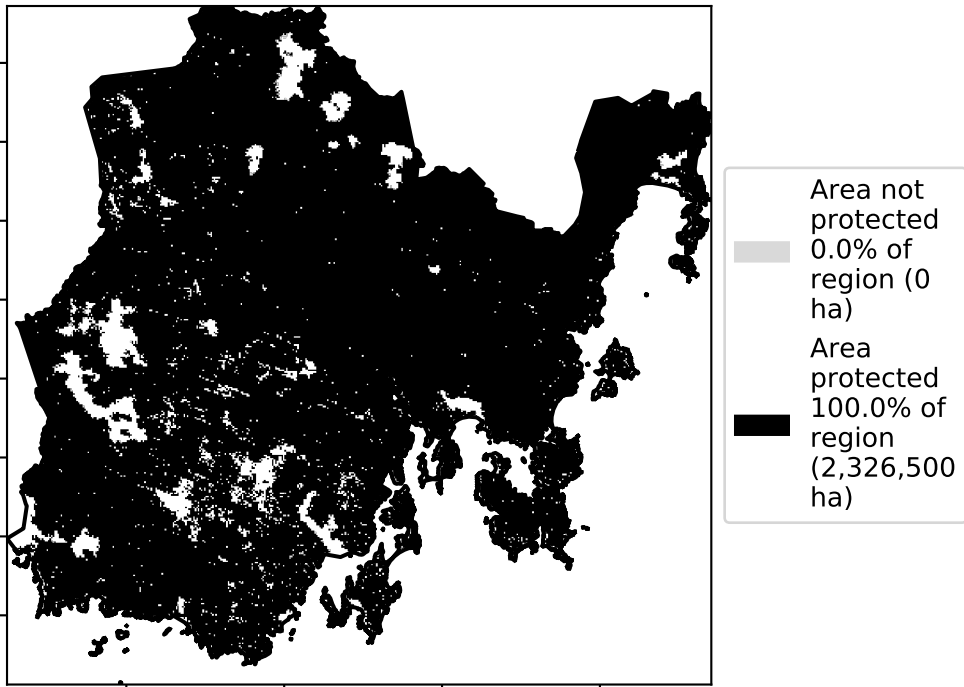 Area not
protected
0.0% of
region (0
ha)
Area
protected
100.0% of
region
(2,326,500
ha)